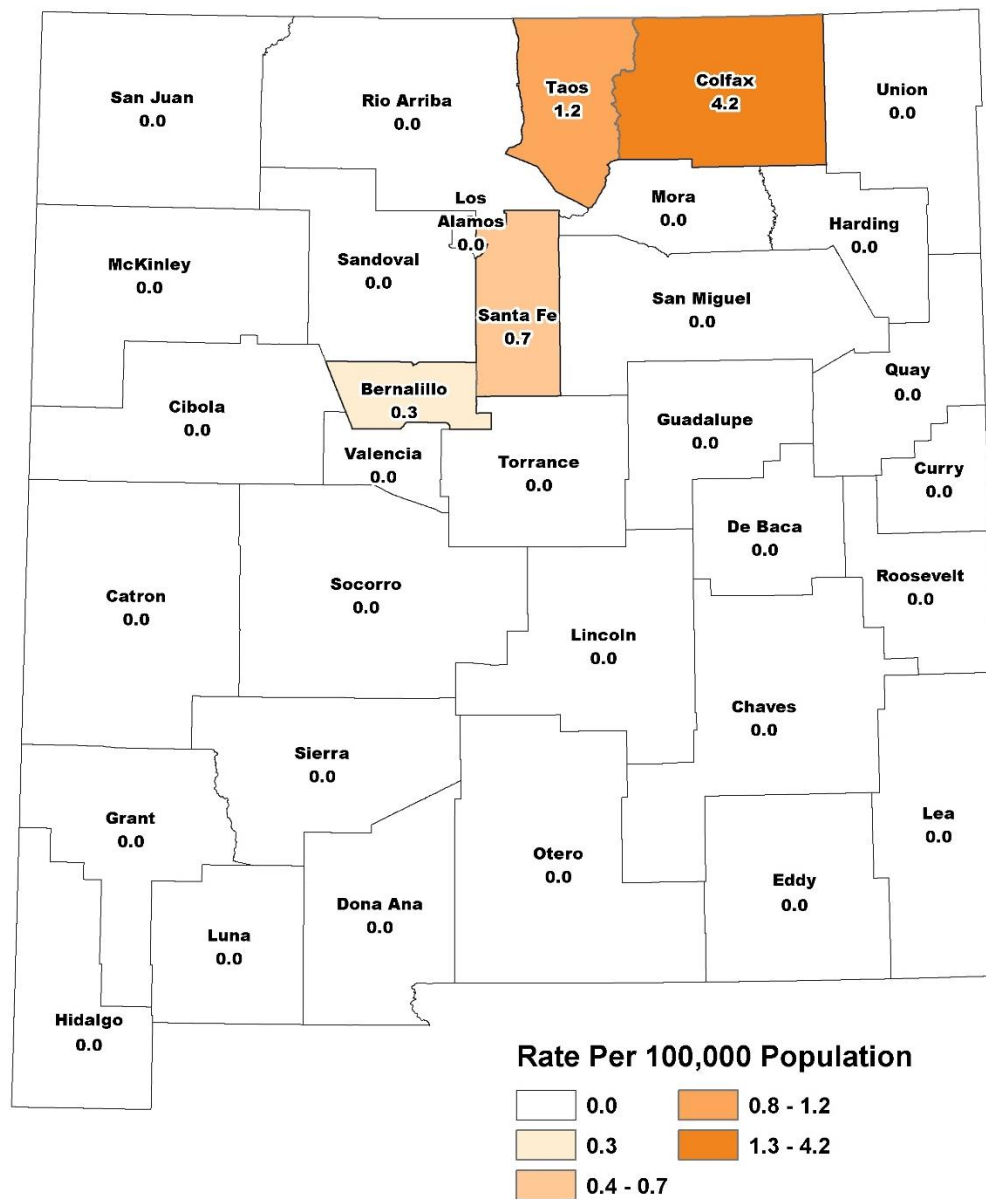 San Juan
0.0
Rio Arriba
0.0
Taos
1.2
Colfax
4.2
Union
0.0
Los
Alamos
0.0
Mora
0.0
Harding
0.0
McKinley
0.0
Sandoval
0.0
Santa Fe
0.7
San Miguel
0.0
Quay
0.0
Cibola
0.0
Bernalillo
0.3
Valencia
0.0
Torrance
0.0
Guadalupe
0.0
Curry
0.0
De Baca
0.0
Roosevelt
0.0
Catron
0.0
Socorro
0.0
Lincoln
0.0
Chaves
0.0
Sierra
0.0
Grant
0.0
Otero
0.0
Lea
0.0
Eddy
0.0
Dona Ana
0.0
Luna
0.0
Hidalgo
0.0
Rate Per 100,000 Population
0.0
0.3
0.4 - 0.7
0.8 - 1.2
1.3 - 4.2